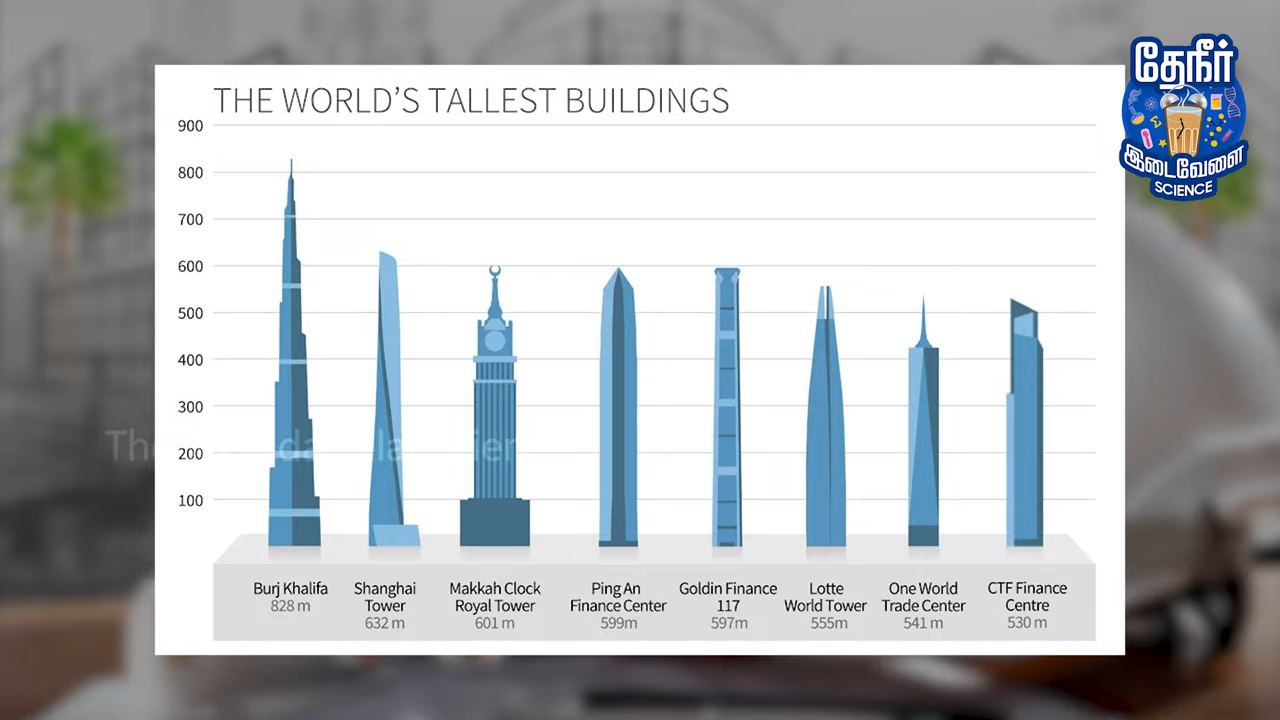 THE WORLD'S TALLEST BUILDINGS
900
800
700
600
500
400
300
200
100
Burj Khalifa
828 m
Shanghai
Tower
632 m
Makkah Clock
Royal Tower
601 m
Ping An
Finance Center
599m
Goldin Finance
117
597m
Lotte
World Tower
555m
One World
Trade Center
541 m
CTF Finance
Centre
530 m
தேநீர்
இடைவேளை
SCIENCE